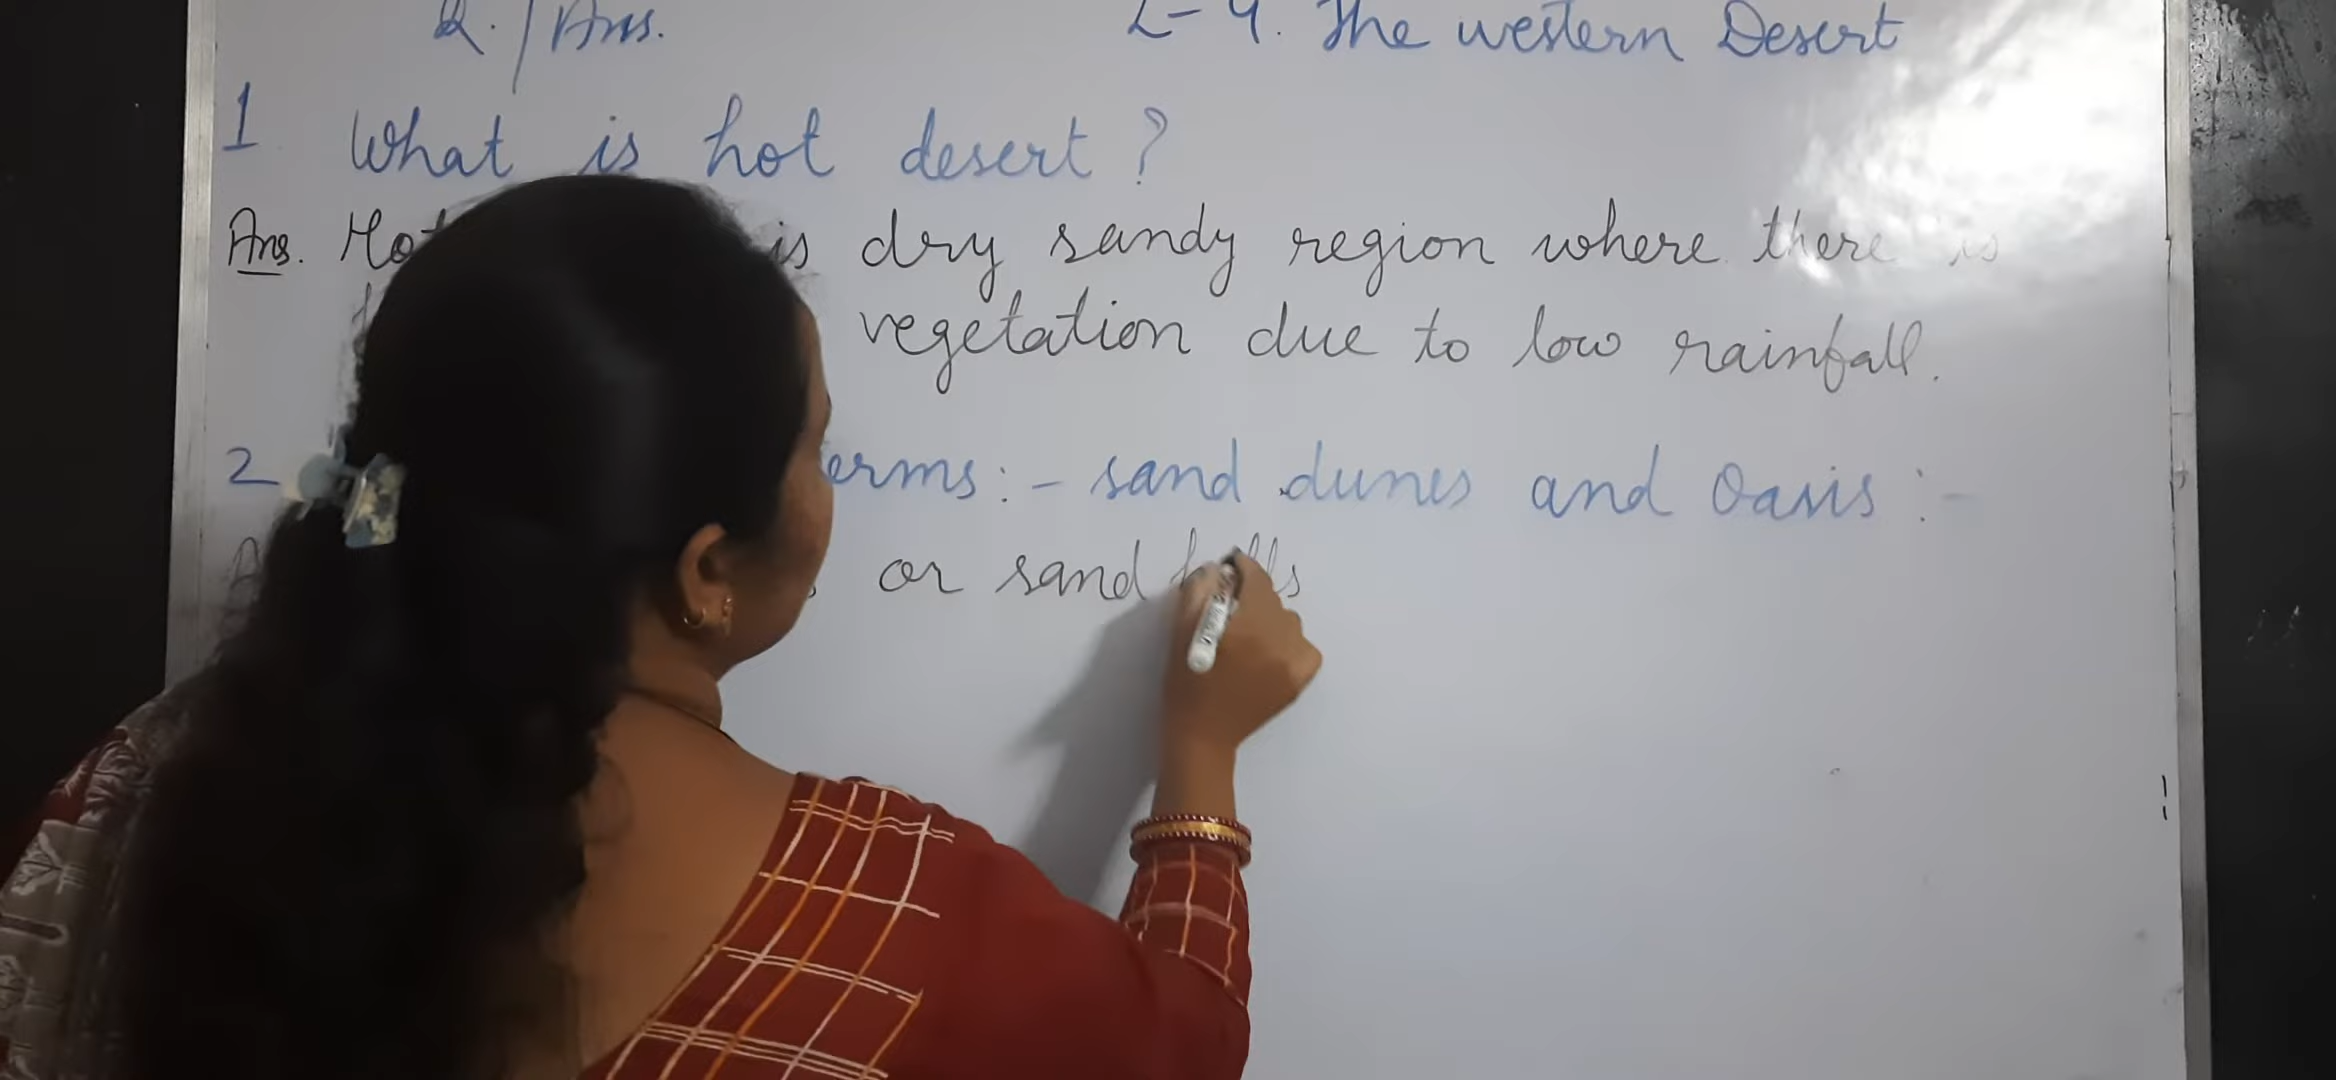 Q./Ans. L-4. The western Desert
1 What is hot desert?
Ans. Hot is dry sandy region where there is
vegetation due to low rainfall.
2 erms:- sand dunes and Oasis:-
or sand hills